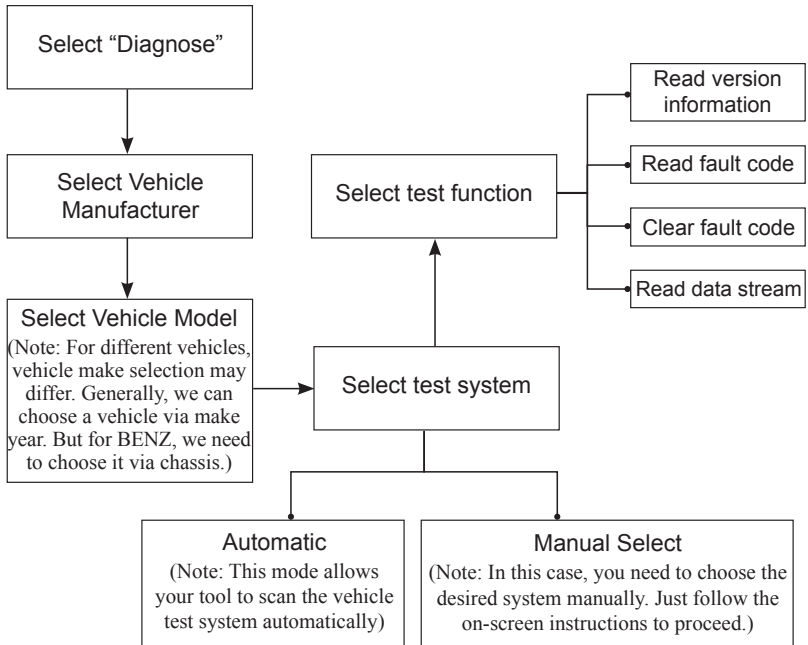 Select “Diagnose”
Select Vehicle
Manufacturer
Select Vehicle Model
(Note: For different vehicles,
vehicle make selection may
differ. Generally, we can
choose a vehicle via make
year. But for BENZ, we need
to choose it via chassis.)
Select test system
Automatic
(Note: This mode allows
your tool to scan the vehicle
test system automatically)
Manual Select
(Note: In this case, you need to choose the
desired system manually. Just follow the
on-screen instructions to proceed.)
Select test function
Read version
information
Read fault code
Clear fault code
Read data stream